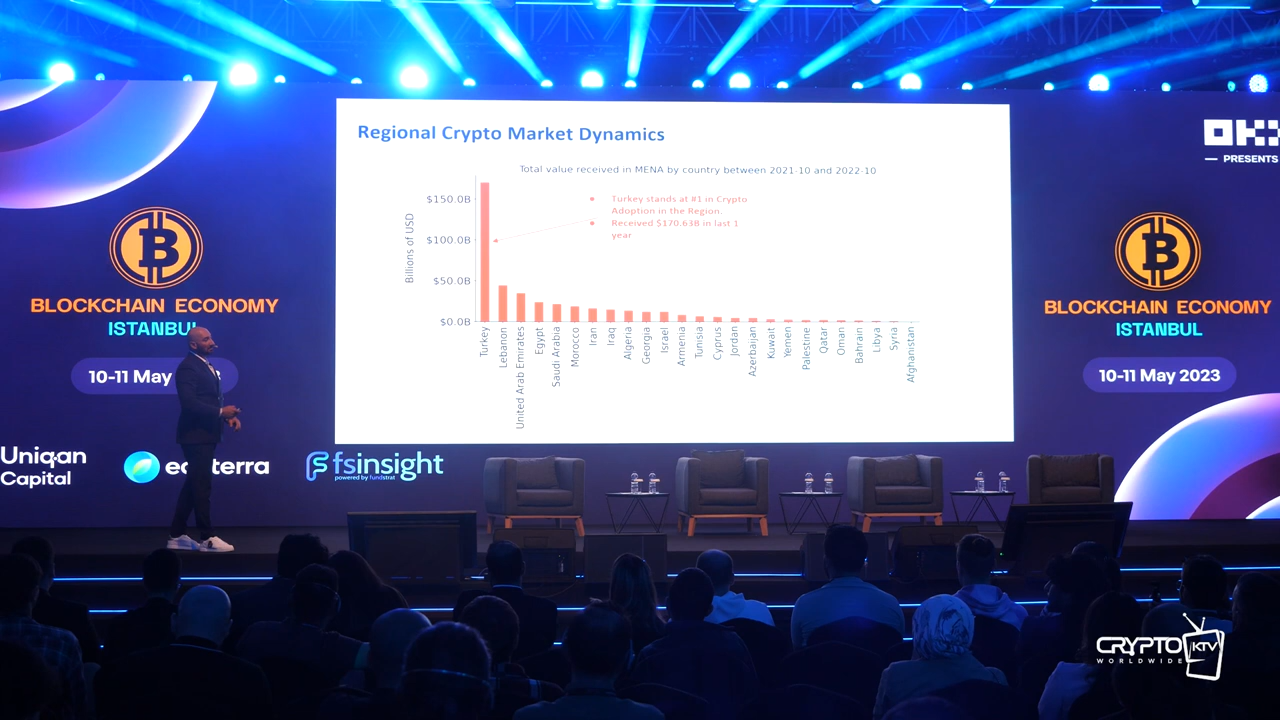 Regional Crypto Market Dynamics
Total value received in MENA by country between 2021-10 and 2022-10
Billions of USD
$150.0B
$100.0B
$50.0B
$0.0B
Turkey stands at #1 in Crypto
Adoption in the Region.
Received $170.63B in last 1
year
Turkey
Lebanon
United Arab Emirates
Egypt
Saudi Arabia
Morocco
Iran
Iraq
Algeria
Georgia
Israel
Armenia
Tunisia
Cyprus
Jordan
Azerbaijan
Kuwait
Yemen
Palestine
Qatar
Oman
Bahrain
Libya
Syria
Afghanistan
BLOCKCHAIN ECONOMY
ISTANBUL
10-11 May
Uniqan
Capital
terra
fsinsight
powered by fundstrat
— PRESENTS
BLOCKCHAIN ECONOMY
ISTANBUL
10-11 May 2023
CRYPTO KTV
WORLDWIDE